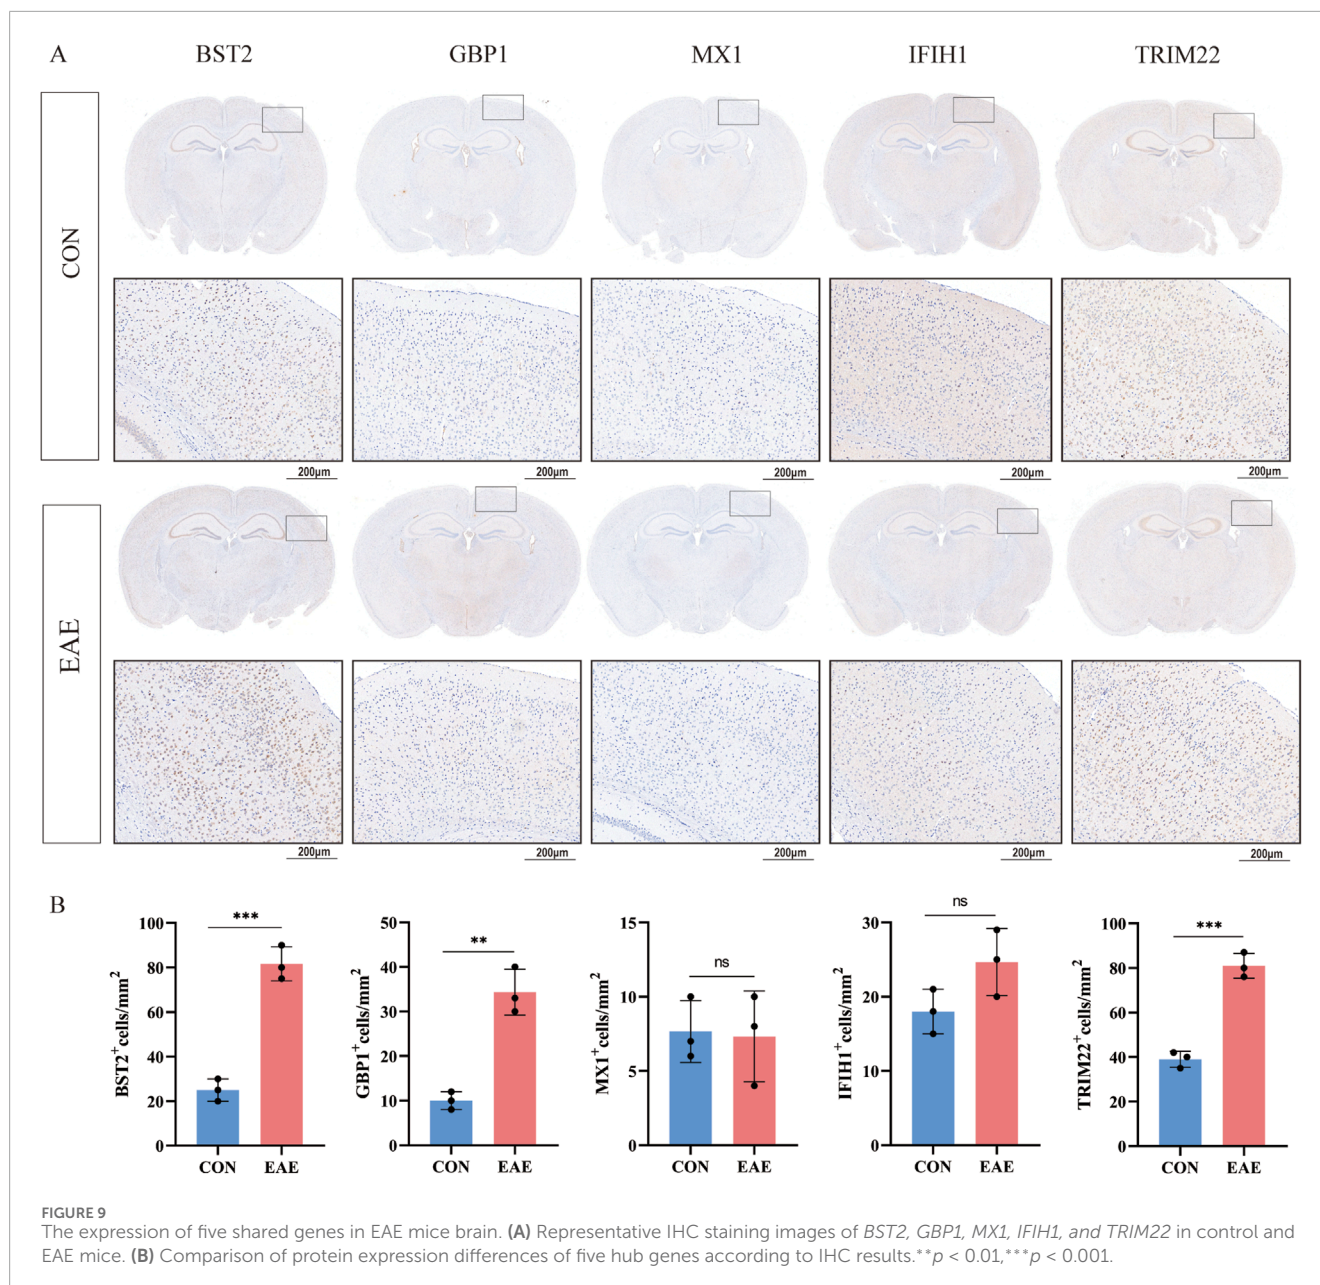 A
BST2 GBP1 MX1 IFIH1 TRIM22
CON
200μm 200μm 200μm 200μm 200μm
EAE
200μm 200μm 200μm 200μm 200μm
B
BST2⁺cells/mm²
100
80
60
40
20
0
***
CON EAE
GBP1⁺cells/mm²
50
40
30
20
10
0
**
CON EAE
MX1⁺cells/mm²
15
10
5
0
ns
CON EAE
IFIH1⁺cells/mm²
30
20
10
0
ns
CON EAE
TRIM22⁺cells/mm²
100
80
60
40
20
0
***
CON EAE
FIGURE 9
The expression of five shared genes in EAE mice brain. (A) Representative IHC staining images of BST2, GBP1, MX1, IFIH1, and TRIM22 in control and
EAE mice. (B) Comparison of protein expression differences of five hub genes according to IHC results.**p < 0.01,***p < 0.001.